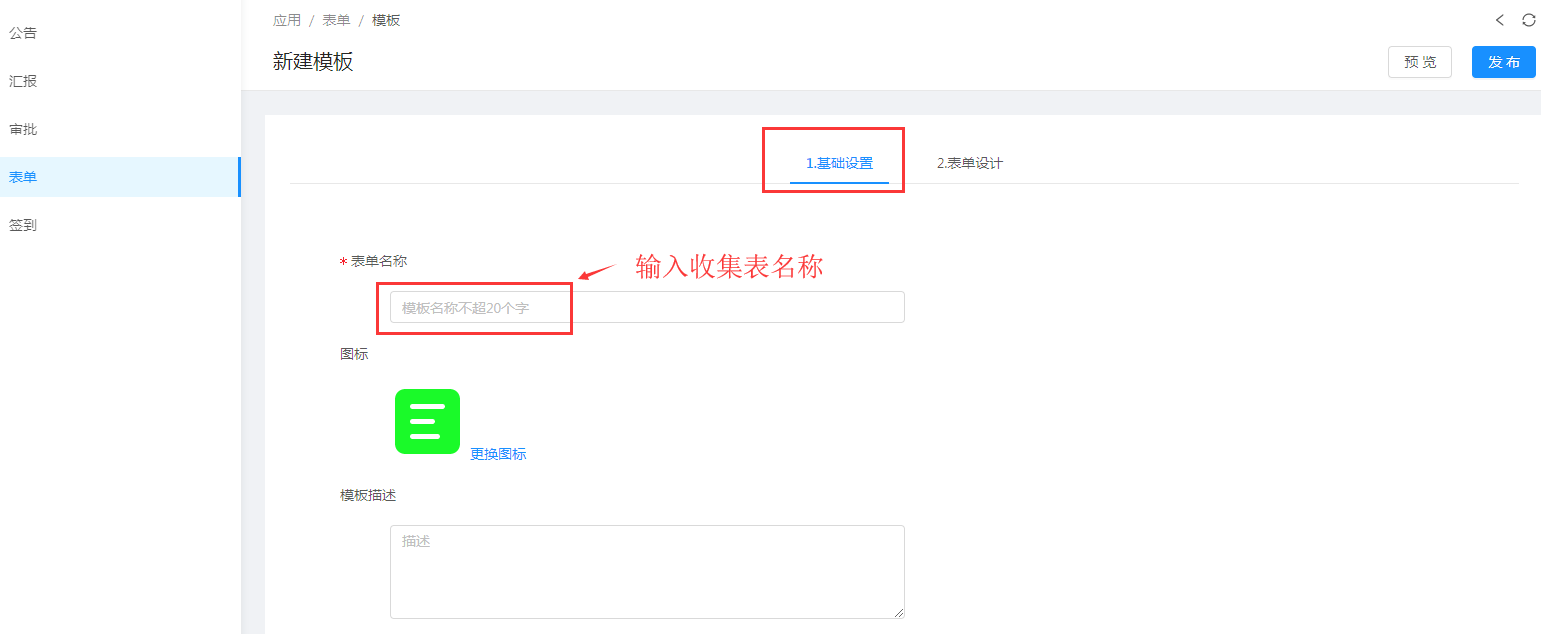 公告
汇报
审批
表单
签到
应用 / 表单 / 模板
新建模板
预 览
发 布
1.基础设置
2.表单设计
* 表单名称
输入收集表名称
模板名称不超20个字
图标
更换图标
模板描述
描述